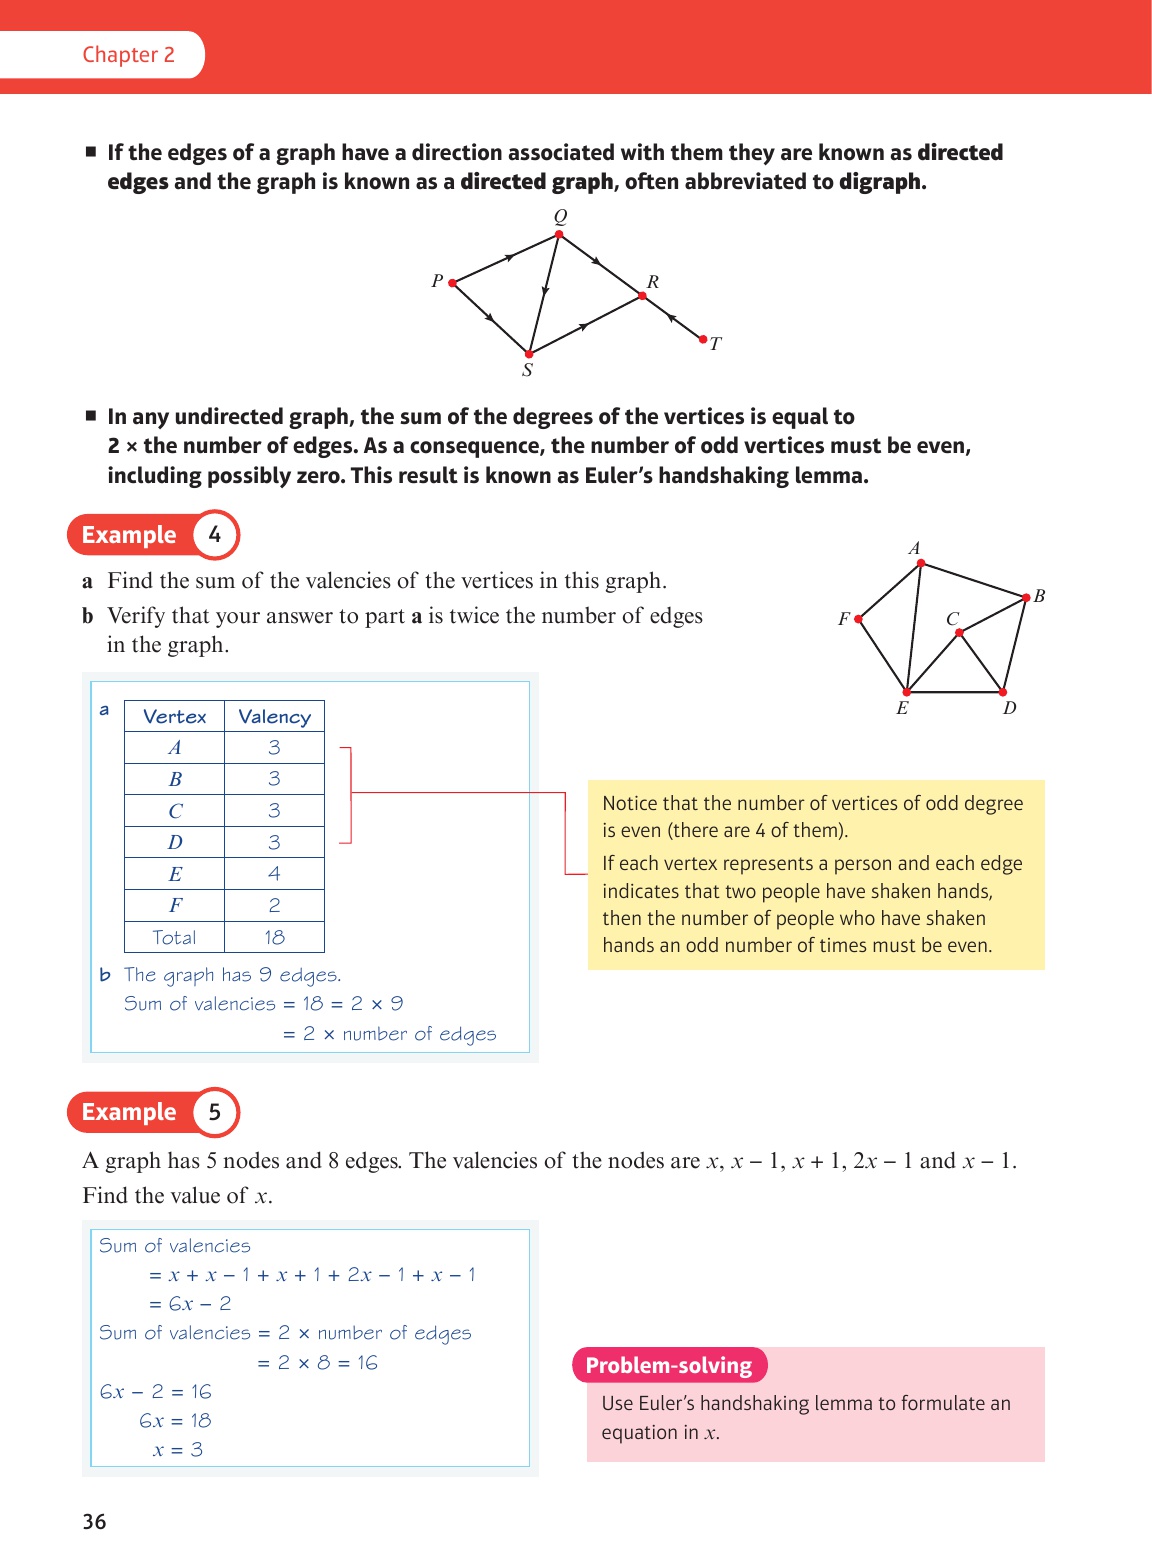 Chapter 2
■ If the edges of a graph have a direction associated with them they are known as directed
edges and the graph is known as a directed graph, often abbreviated to digraph.
Q
P
R
T
S
■ In any undirected graph, the sum of the degrees of the vertices is equal to
2 × the number of edges. As a consequence, the number of odd vertices must be even,
including possibly zero. This result is known as Euler’s handshaking lemma.
Example 4
a Find the sum of the valencies of the vertices in this graph.
b Verify that your answer to part a is twice the number of edges
in the graph.
A
B
F
C
E
D
a
Vertex Valency
A 3
B 3
C 3
D 3
E 4
F 2
Total 18
b The graph has 9 edges.
Sum of valencies = 18 = 2 × 9
= 2 × number of edges
Notice that the number of vertices of odd degree
is even (there are 4 of them).
If each vertex represents a person and each edge
indicates that two people have shaken hands,
then the number of people who have shaken
hands an odd number of times must be even.
Example 5
A graph has 5 nodes and 8 edges. The valencies of the nodes are x, x − 1, x + 1, 2x − 1 and x − 1.
Find the value of x.
Sum of valencies
= x + x − 1 + x + 1 + 2x − 1 + x − 1
= 6x − 2
Sum of valencies = 2 × number of edges
= 2 × 8 = 16
6x − 2 = 16
6x = 18
x = 3
Problem-solving
Use Euler’s handshaking lemma to formulate an
equation in x.
36